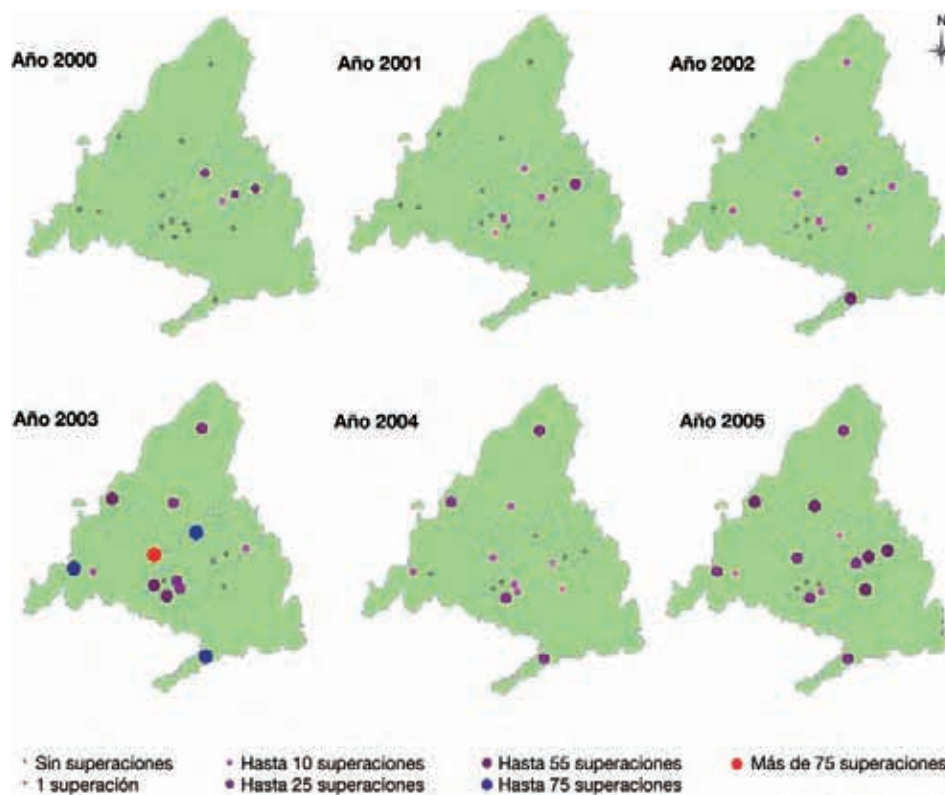 Año 2000
Año 2001
Año 2002
N
Año 2003
Año 2004
Año 2005
Sin superaciones
1 superación
Hasta 10 superaciones
Hasta 25 superaciones
Hasta 55 superaciones
Hasta 75 superaciones
Más de 75 superaciones